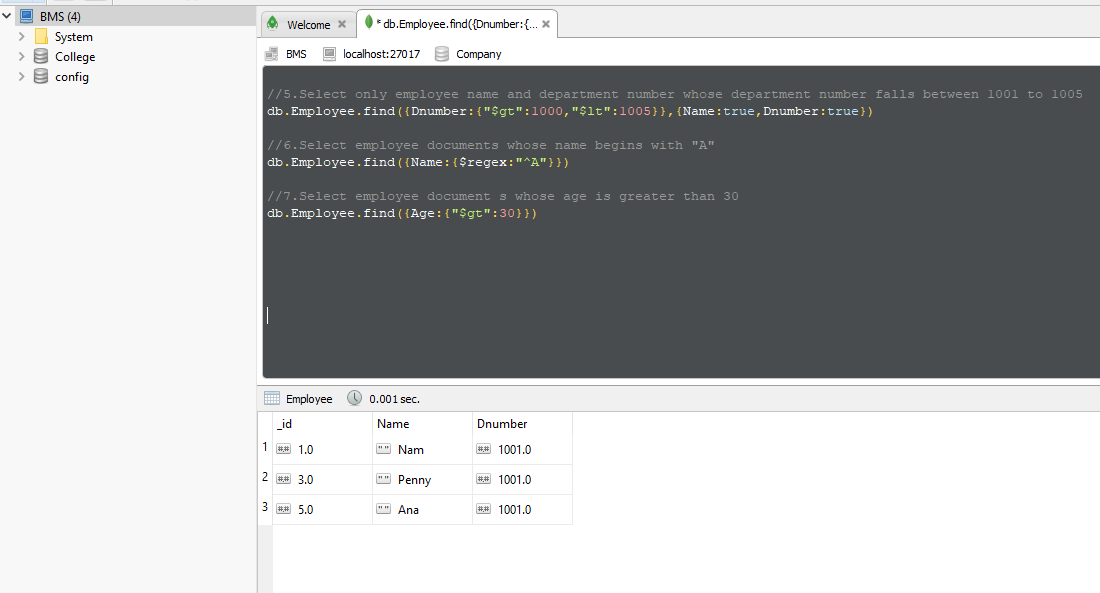 BMS (4)
System
College
config
Welcome
* db.Employee.find({Dnumber:{...
BMS localhost:27017 Company
//5.Select only employee name and department number whose department number falls between 1001 to 1005
db.Employee.find({Dnumber:{"$gt":1000,"$lt":1005}},{Name:true,Dnumber:true})
//6.Select employee documents whose name begins with "A"
db.Employee.find({Name:{$regex:"^A"}})
//7.Select employee document s whose age is greater than 30
db.Employee.find({Age:{"$gt":30}})
Employee 0.001 sec.
_id Name Dnumber
1 1.0 Nam 1001.0
2 3.0 Penny 1001.0
3 5.0 Ana 1001.0